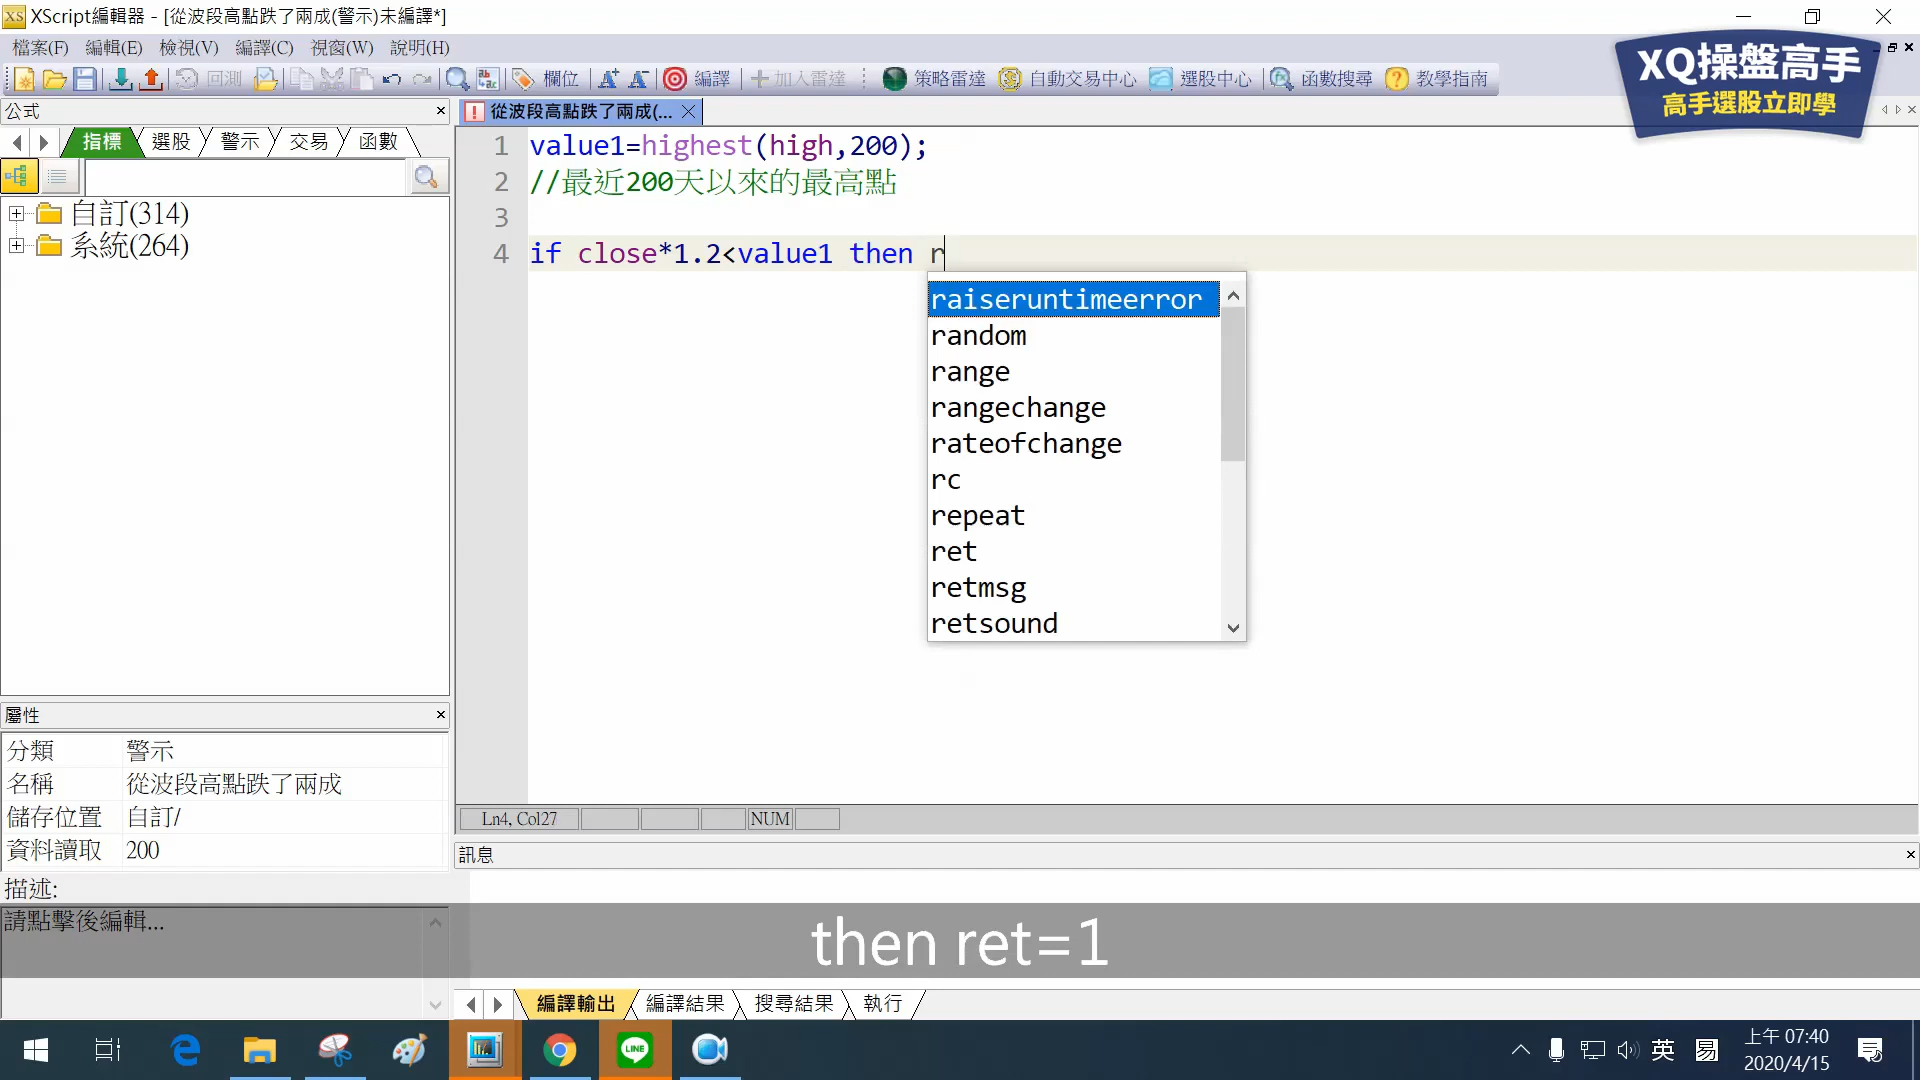 XScript編輯器 - [從波段高點跌了兩成(警示)未編譯*]
檔案(F) 編輯(E) 檢視(V) 編譯(C) 視窗(W) 說明(H)
回測 欄位 編譯 加入雷達 策略雷達 自動交易中心 選股中心 函數搜尋 教學指南
XQ操盤高手
高手選股立即學
公式
從波段高點跌了兩成(...
指標 選股 警示 交易 函數
自訂(314)
系統(264)
1 value1=highest(high,200);
2 //最近200天以來的最高點
3
4 if close*1.2<value1 then r
raiseruntimeerror
random
range
rangechange
rateofchange
rc
repeat
ret
retmsg
retsound
屬性
分類 警示
名稱 從波段高點跌了兩成
儲存位置 自訂/
資料讀取 200
描述:
請點擊後編輯...
Ln4, Col27 NUM
訊息
then ret=1
編譯輸出 編譯結果 搜尋結果 執行
LINE
英 易
上午 07:40
2020/4/15